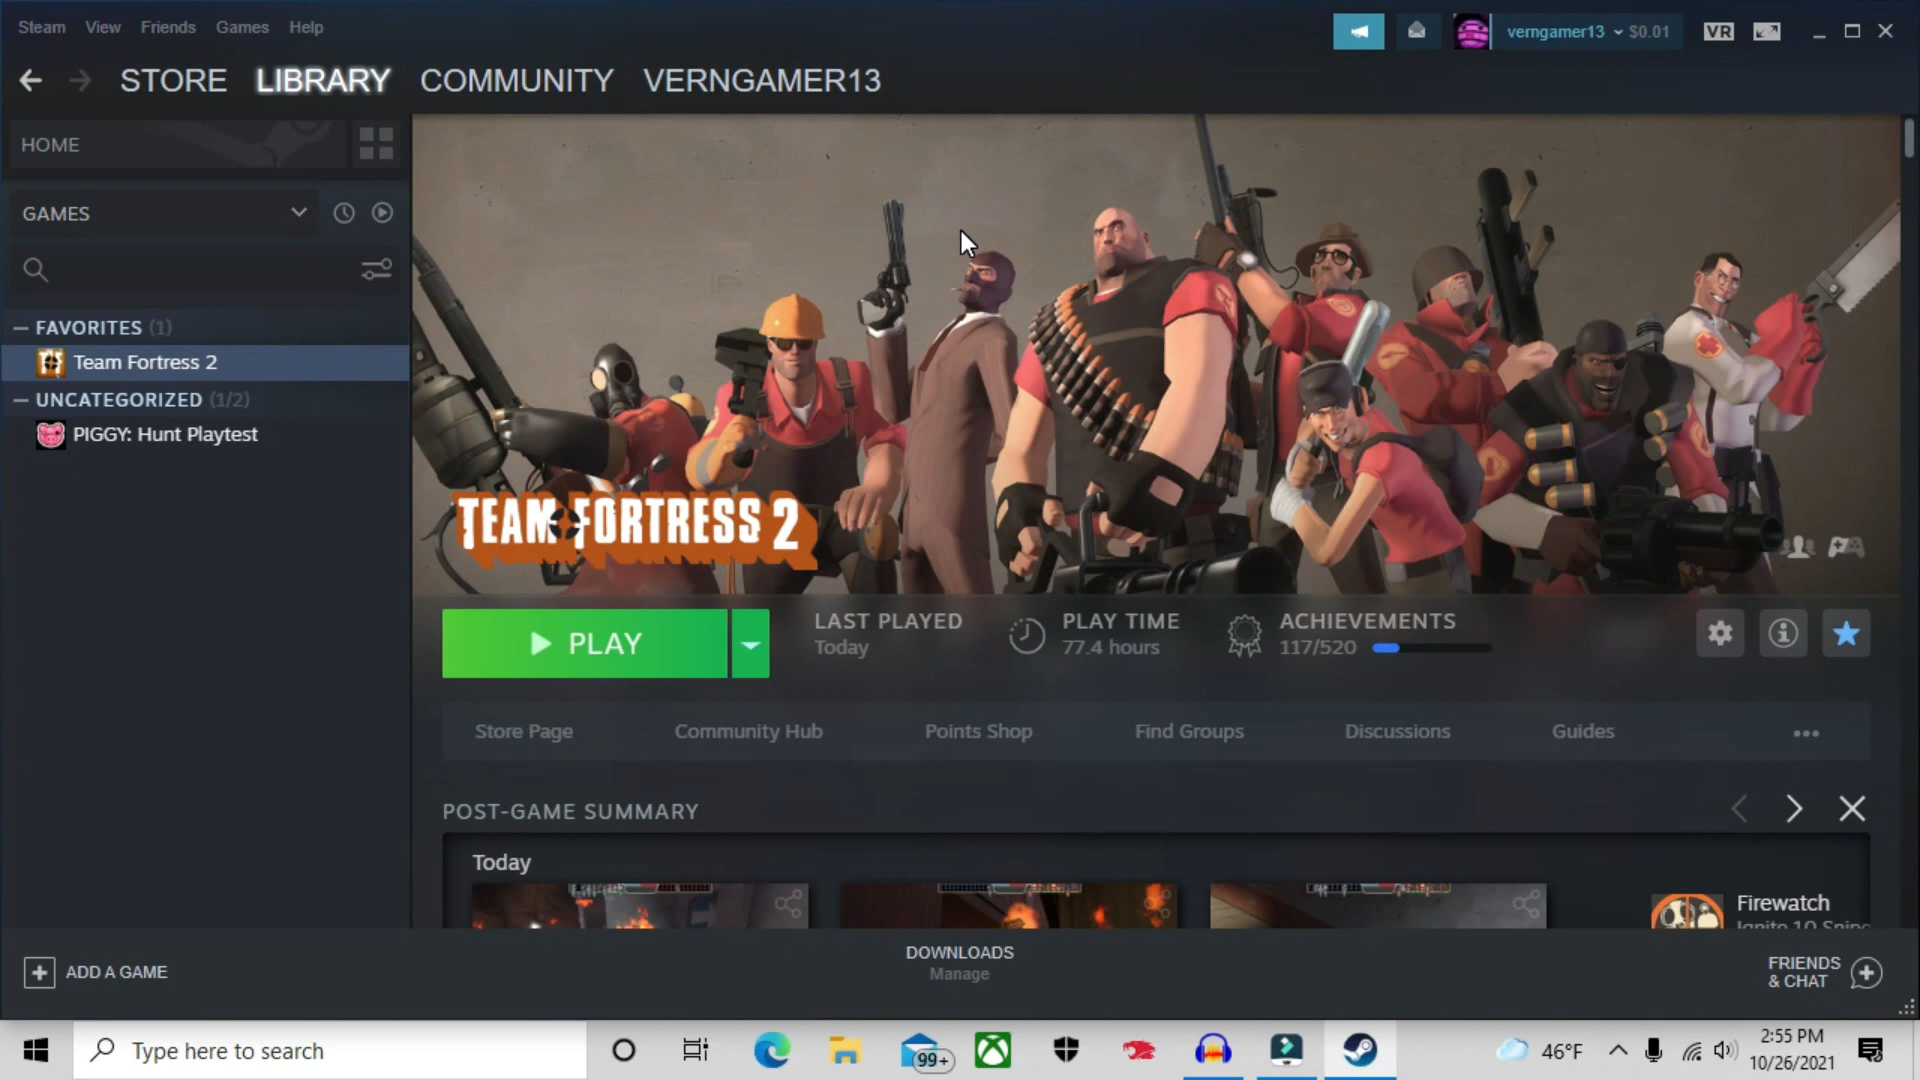 Steam View Friends Games Help
verngamer13 $0.01
VR
STORE LIBRARY COMMUNITY VERNGAMER13
HOME
GAMES
FAVORITES (1)
Team Fortress 2
UNCATEGORIZED (1/2)
PIGGY: Hunt Playtest
TEAM FORTRESS 2
PLAY
LAST PLAYED
Today
PLAY TIME
77.4 hours
ACHIEVEMENTS
117/520
Store Page Community Hub Points Shop Find Groups Discussions Guides
POST-GAME SUMMARY
Today
Firewatch
Ignite 10
ADD A GAME
DOWNLOADS
Manage
FRIENDS
& CHAT
Type here to search
99+
46°F
2:55 PM
10/26/2021